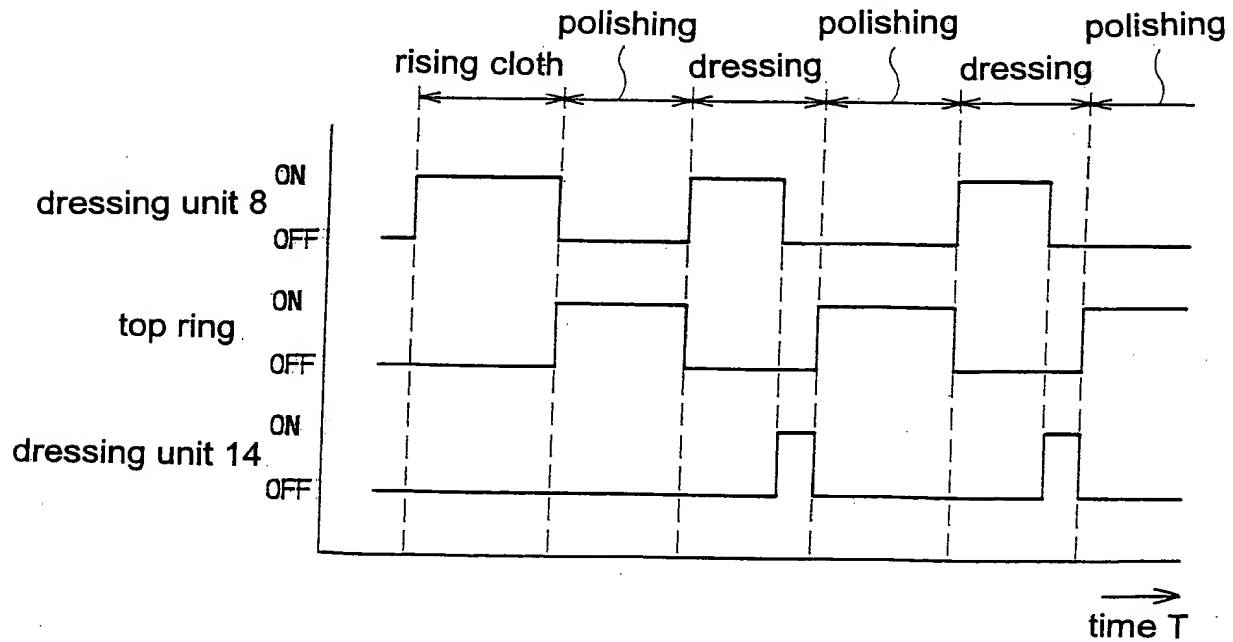 polishing
polishing
polishing
rising cloth
dressing
dressing
ON
dressing unit 8
OFF
ON
top ring
OFF
ON
dressing unit 14
OFF
time T